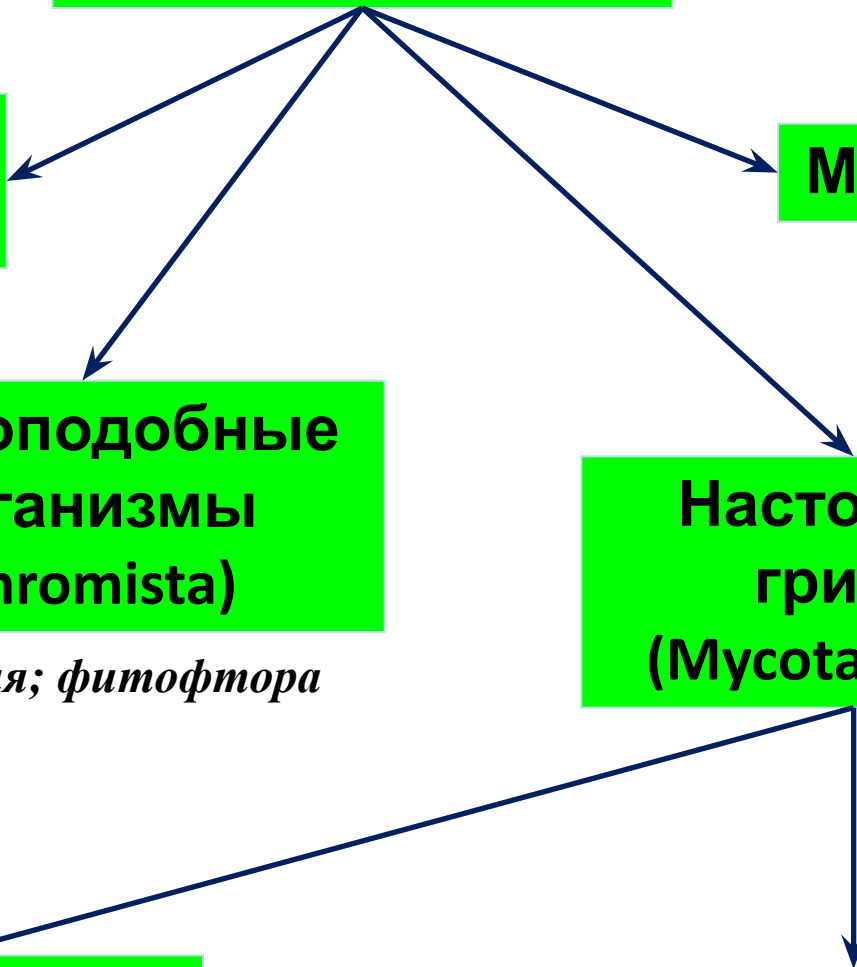 М
оподобные
ганизмы
hromista)
Насто
гри
(Mycota
ия; фитофтора